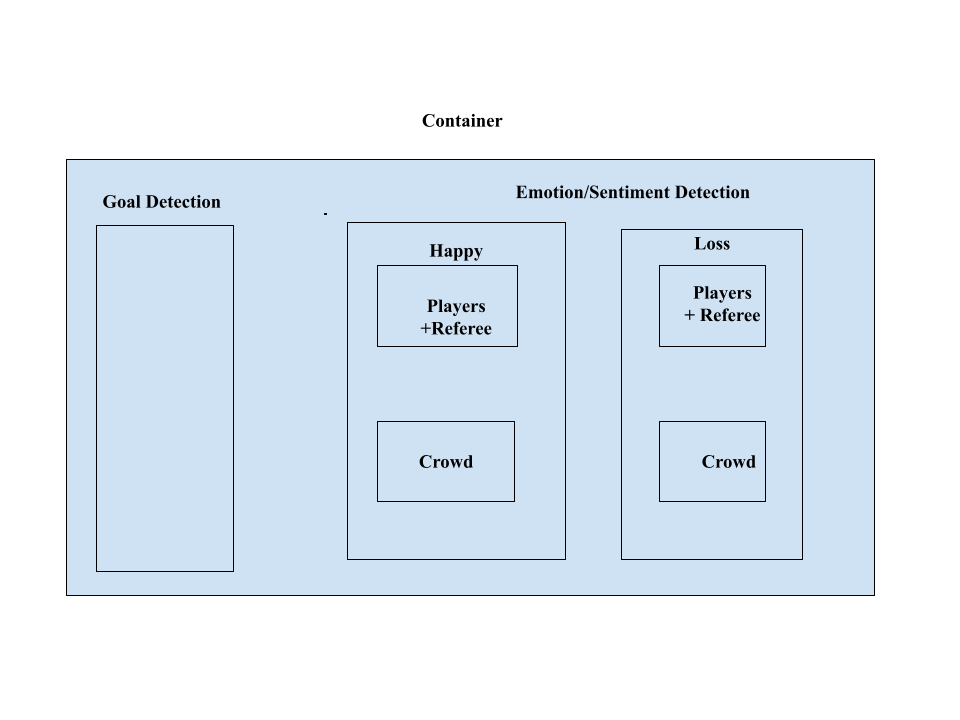 Container
Goal Detection
Emotion/Sentiment Detection
Happy
Players
+Referee
Crowd
Loss
Players
+ Referee
Crowd